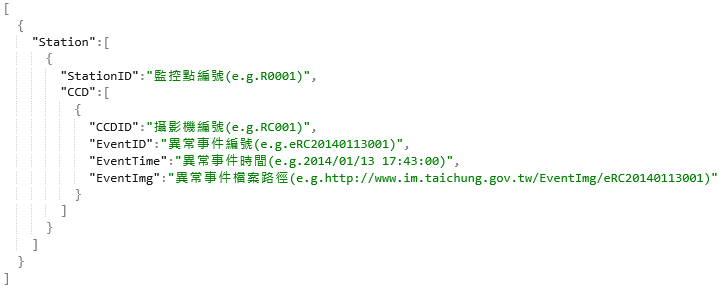 [
{
"Station":[
{
"StationID":"監控點編號(e.g.R0001)",
"CCD":[
{
"CCDID":"攝影機編號(e.g.RC001)",
"EventID":"異常事件編號(e.g.eRC20140113001)",
"EventTime":"異常事件時間(e.g.2014/01/13 17:43:00)",
"EventImg":"異常事件檔案路徑(e.g.http://www.im.taichung.gov.tw/EventImg/eRC20140113001)"
}
]
}
]
}
]